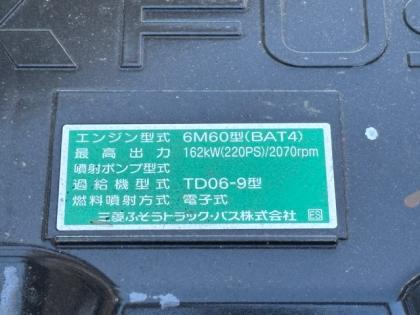 FUS
エンジン型式 6M60型(BAT4)
最高出力 162kW(220PS)/2070rpm
噴射ポンプ型式
過給機型式 TD06-9型
燃料噴射方式 電子式
三菱ふそうトラック・バス株式会社 ES